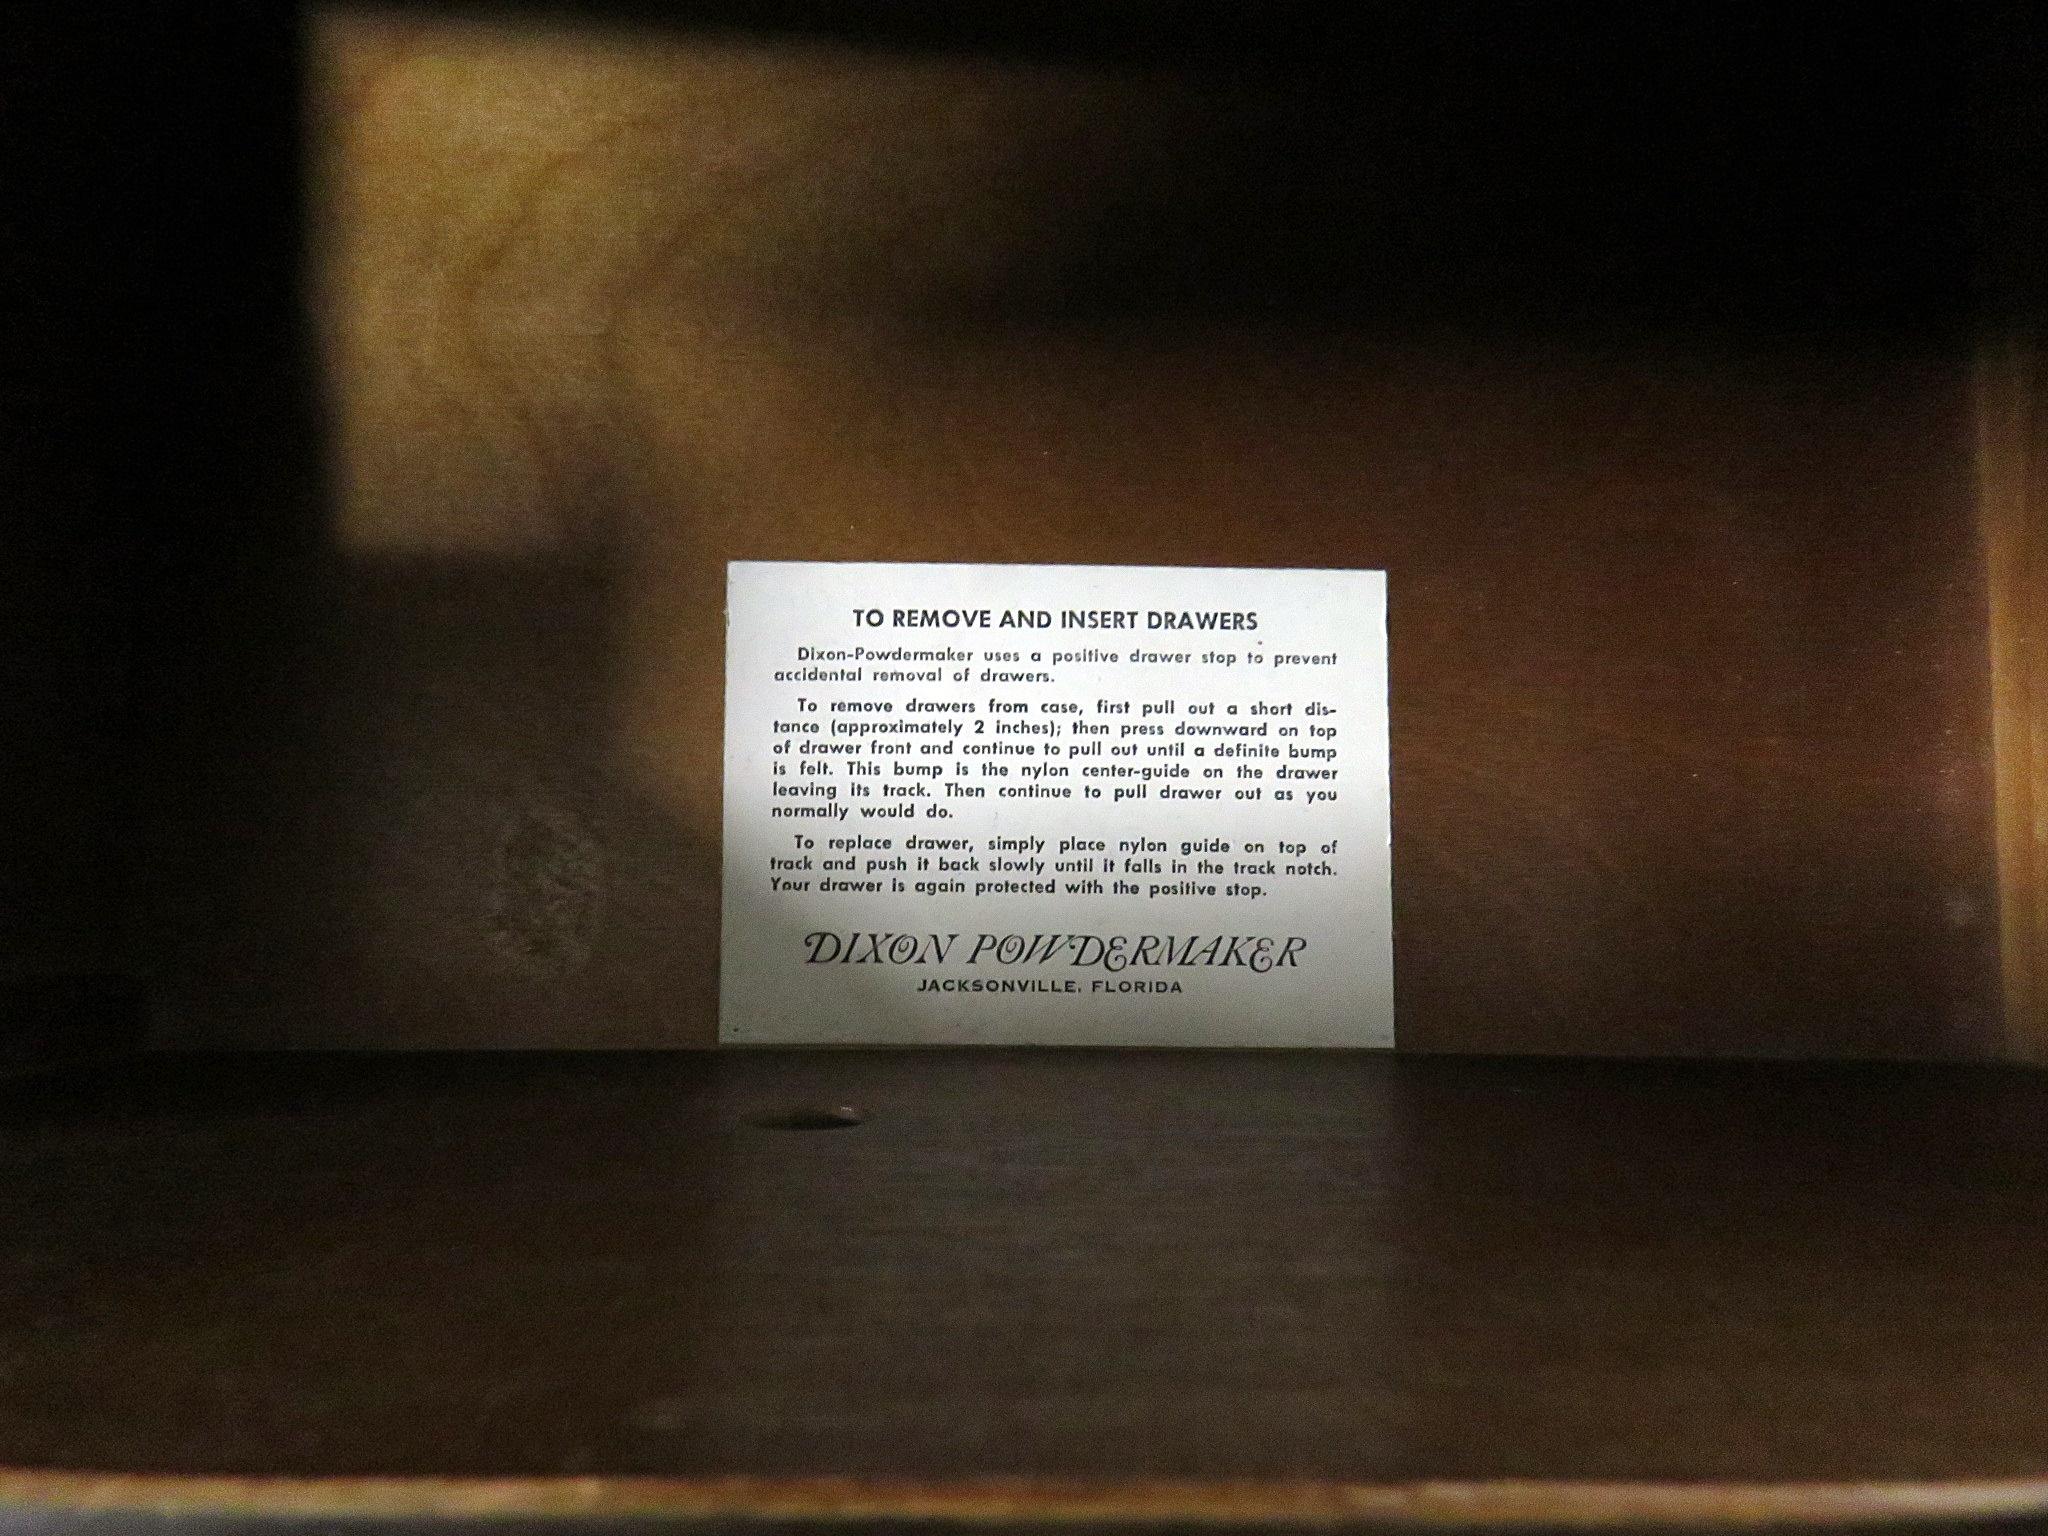 TO REMOVE AND INSERT DRAWERS
Dixon-Powdermaker uses a positive drawer stop to prevent
accidental removal of drawers.
To remove drawers from case, first pull out a short dis-
tance (approximately 2 inches); then press downward on top
of drawer front and continue to pull out until a definite bump
is felt. This bump is the nylon center-guide on the drawer
leaving its track. Then continue to pull drawer out as you
normally would do.
To replace drawer, simply place nylon guide on top of
track and push it back slowly until it falls in the track notch.
Your drawer is again protected with the positive stop.
DIXON POWDERMAKER
JACKSONVILLE, FLORIDA